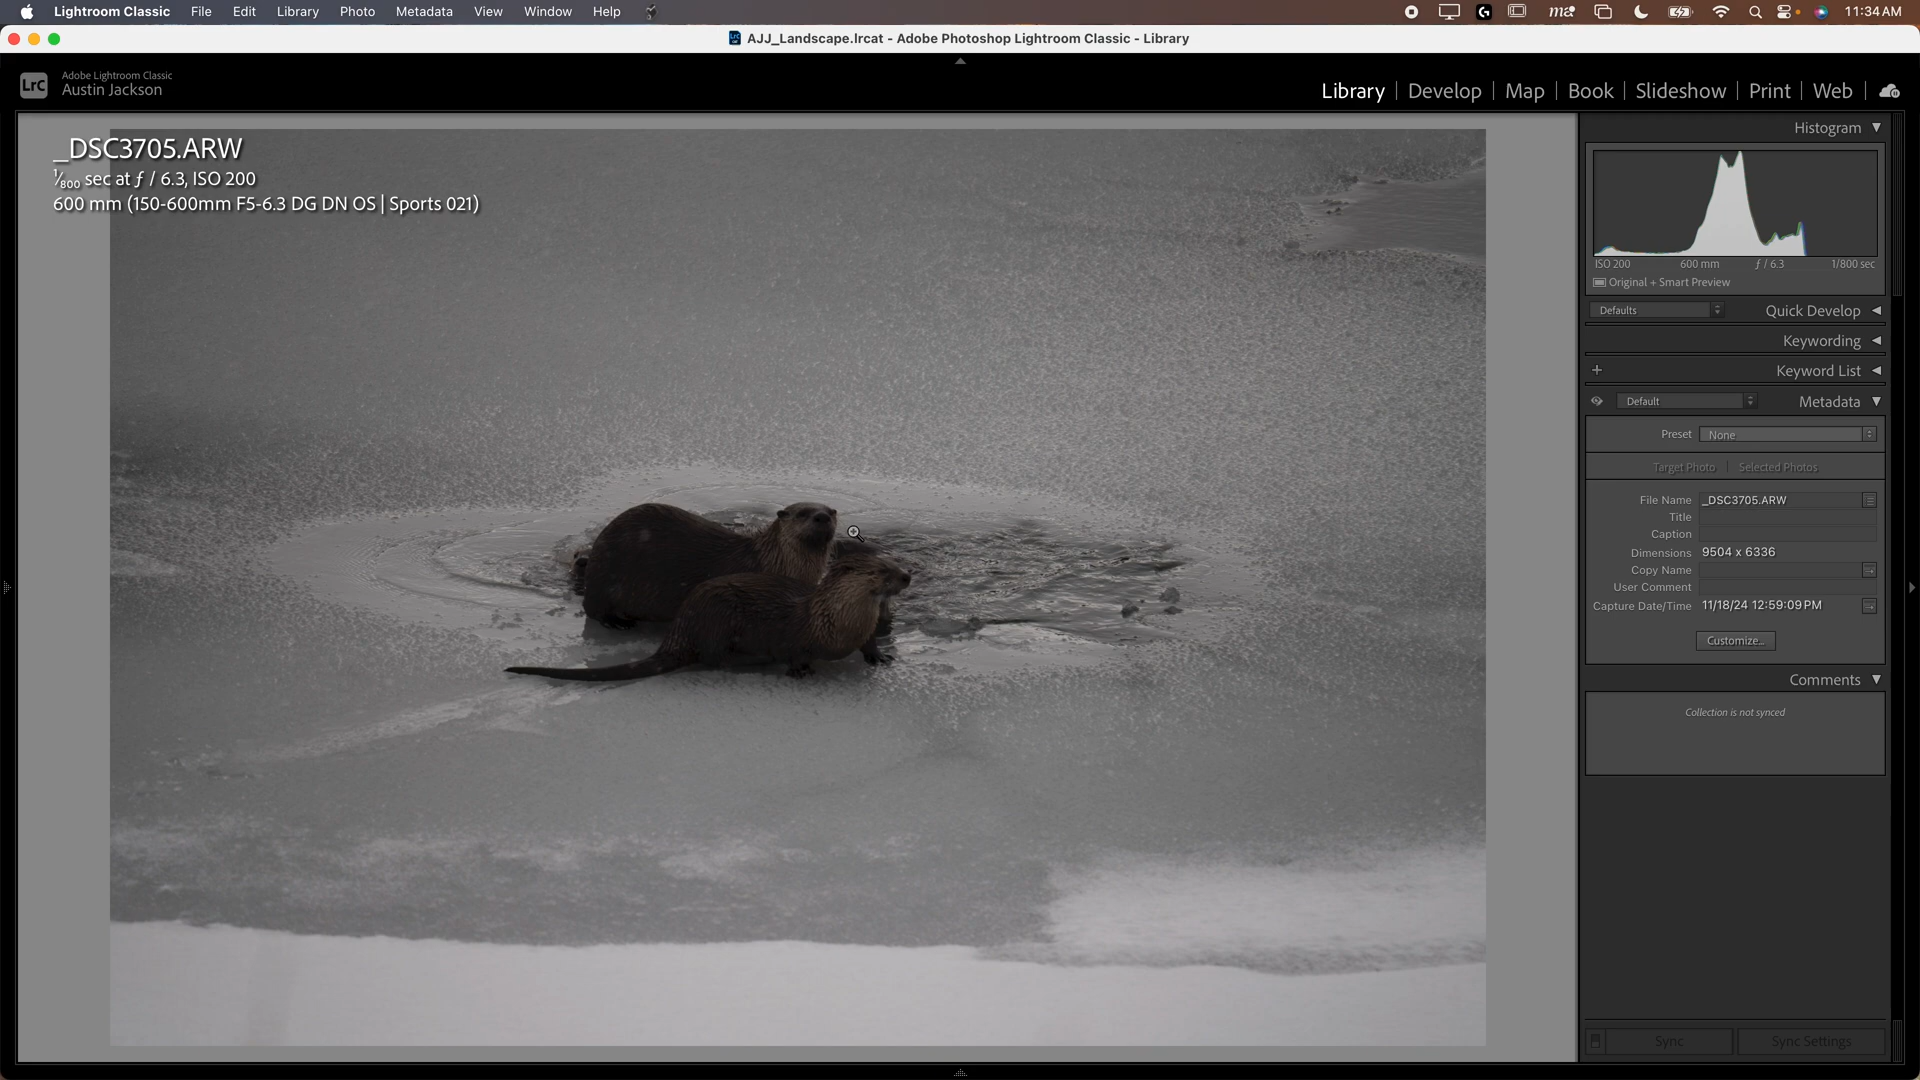 Lightroom Classic File Edit Library Photo Metadata View Window Help 11:34 AM
AJJ_Landscape.lrcat - Adobe Photoshop Lightroom Classic - Library
LrC Adobe Lightroom Classic
Austin Jackson
Library | Develop | Map | Book | Slideshow | Print | Web
_DSC3705.ARW
1/800 sec at ƒ / 6.3, ISO 200
600 mm (150-600mm F5-6.3 DG DN OS | Sports 021)
Histogram
ISO 200 600 mm ƒ / 6.3 1/800 sec
Original + Smart Preview
Defaults Quick Develop
Keywording
+ Keyword List
Default Metadata
Preset None
Target Photo | Selected Photos
File Name _DSC3705.ARW
Title
Caption
Dimensions 9504 x 6336
Copy Name
User Comment
Capture Date/Time 11/18/24 12:59:09 PM
Customize...
Comments
Collection is not synced
Sync Sync Settings